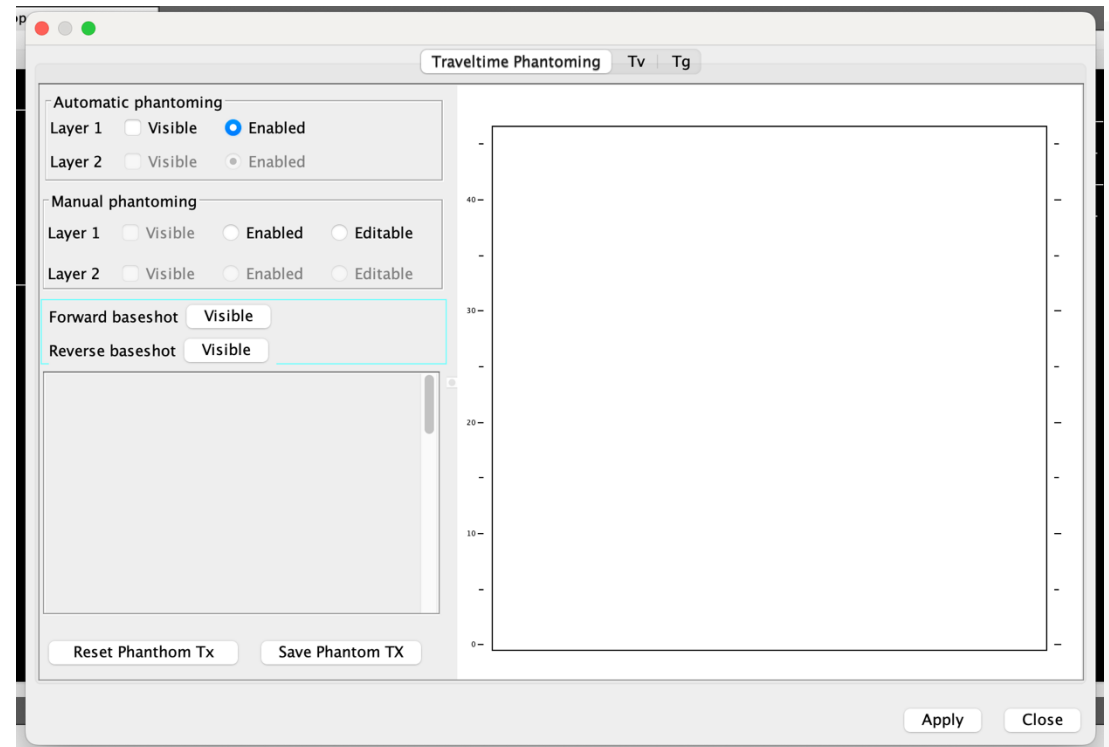 op
Traveltime Phantoming Tv Tg
Automatic phantoming
Layer 1 Visible Enabled
Layer 2 Visible Enabled
Manual phantoming
Layer 1 Visible Enabled Editable
Layer 2 Visible Enabled Editable
Forward baseshot Visible
Reverse baseshot Visible
Reset Phanthom Tx Save Phantom TX
40
30
20
10
0
Apply Close